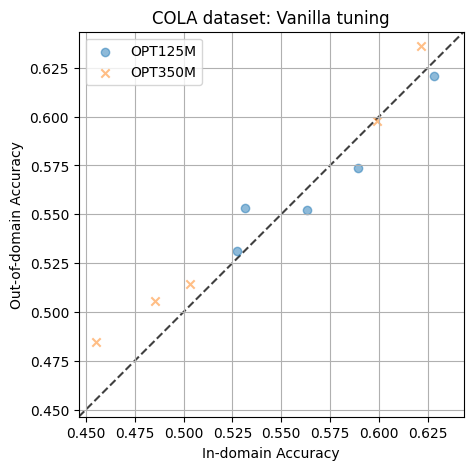 COLA dataset: Vanilla tuning
OPT125M
OPT350M
Out-of-domain Accuracy
0.625
0.600
0.575
0.550
0.525
0.500
0.475
0.450
0.450 0.475 0.500 0.525 0.550 0.575 0.600 0.625
In-domain Accuracy